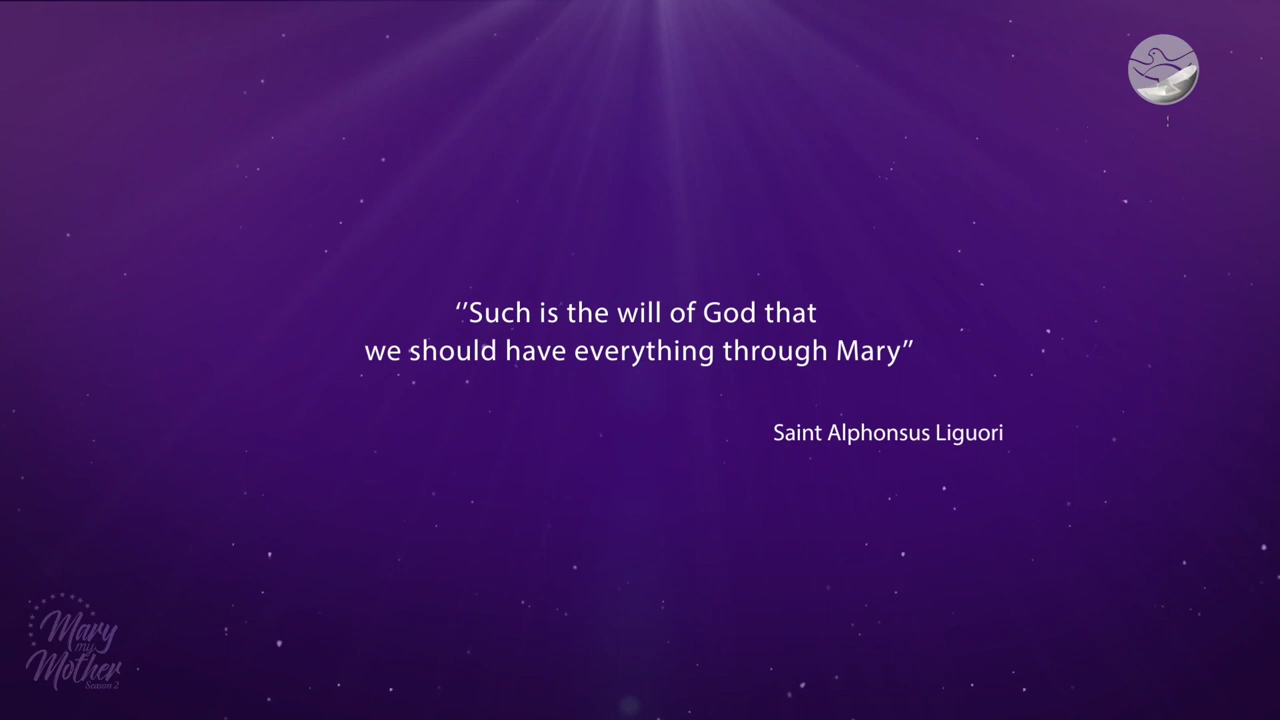 ‘’Such is the will of God that
we should have everything through Mary”
Saint Alphonsus Liguori
Mary
my
Mother
Season 2